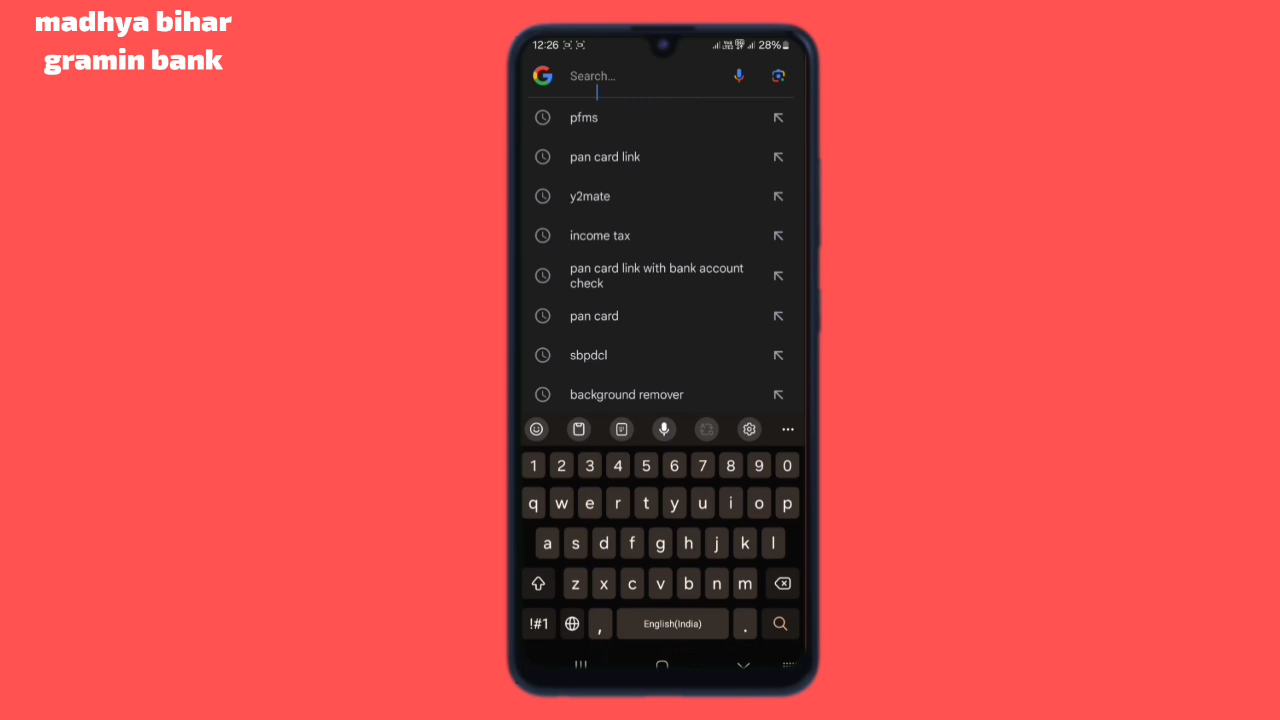 madhya bihar
gramin bank
12:26 28%
Search...
pfms
pan card link
y2mate
income tax
pan card link with bank account
check
pan card
sbpdcl
background remover
1 2 3 4 5 6 7 8 9 0
q w e r t y u i o p
a s d f g h j k l
z x c v b n m
!#1 , English(India) .